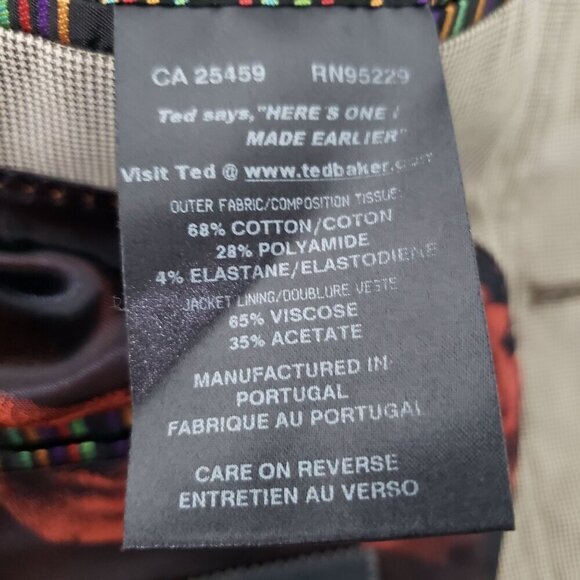 CA 25459 RN95229
Ted says, "HERE'S ONE I
MADE EARLIER"
Visit Ted @ www.tedbaker.com
OUTER FABRIC/COMPOSITION TISSUE:
68% COTTON/COTON
28% POLYAMIDE
4% ELASTANE/ELASTODIENE
JACKET LINING/DOUBLURE VESTE
65% VISCOSE
35% ACETATE
MANUFACTURED IN:
PORTUGAL
FABRIQUE AU PORTUGAL
CARE ON REVERSE
ENTRETIEN AU VERSO